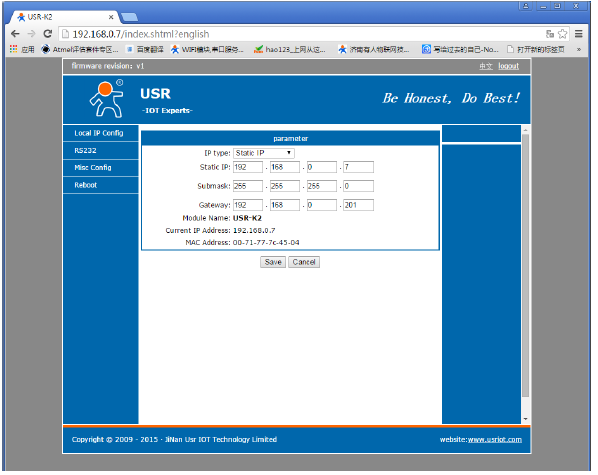 USR-K2
192.168.0.7/index.shtml?english
应用 Atmel评估套件专区... 百度翻译 WIFI模块,串口服务... hao123_上网从这... 济南有人物联网技... 写给过去的自己-No... 打开新的标签页 »
firmware revision: v1 中文 logout
USR
-IOT Experts-
Be Honest, Do Best!
Local IP Config
RS232
Misc Config
Reboot
parameter
IP type: Static IP
Static IP: 192 . 168 . 0 . 7
Submask: 255 . 255 . 255 . 0
Gateway: 192 . 168 . 0 . 201
Module Name: USR-K2
Current IP Address: 192.168.0.7
MAC Address: 00-71-77-7c-45-04
Save Cancel
Copyright © 2009 - 2015 · JiNan Usr IOT Technology Limited website:www.usriot.com